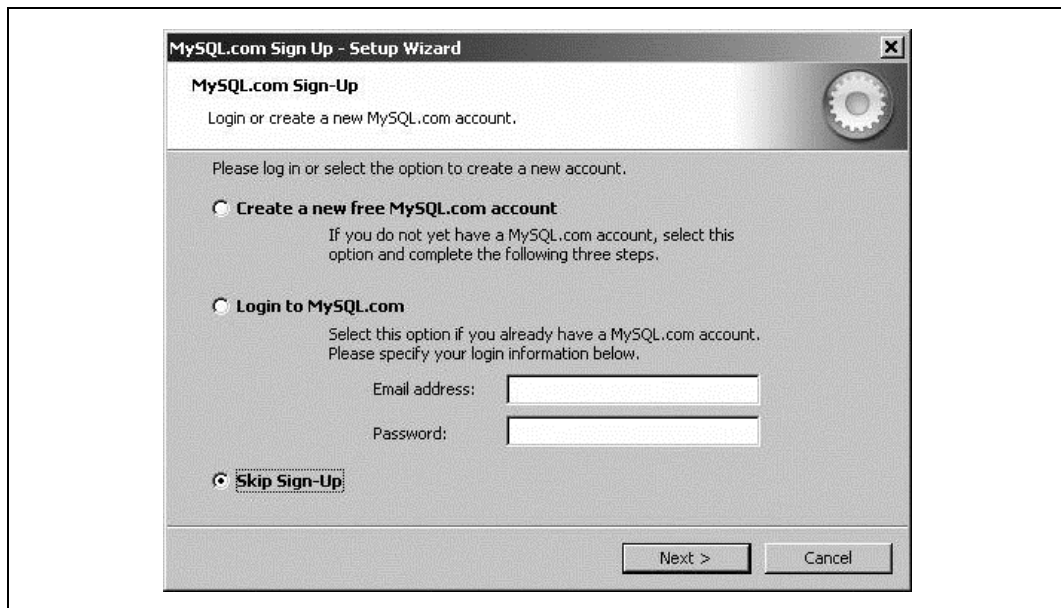 MySQL.com Sign Up - Setup Wizard
MySQL.com Sign-Up
Login or create a new MySQL.com account.
Please log in or select the option to create a new account.
Create a new free MySQL.com account
If you do not yet have a MySQL.com account, select this
option and complete the following three steps.
Login to MySQL.com
Select this option if you already have a MySQL.com account.
Please specify your login information below.
Email address:
Password:
Skip Sign-Up
Next >
Cancel